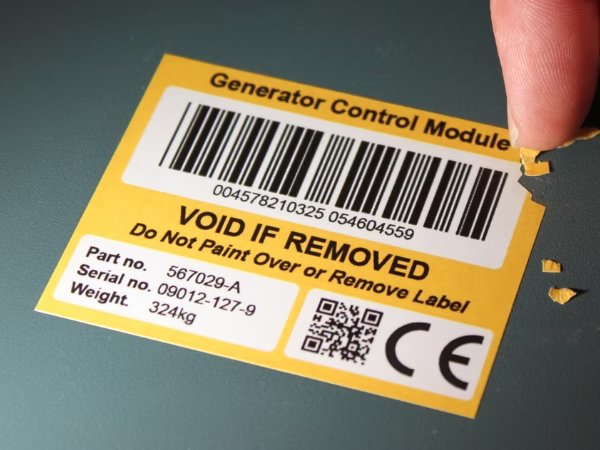 Generator Control Module
004578210325 054604559
VOID IF REMOVED
Do Not Paint Over or Remove Label
Part no. 567029-A
Serial no. 09012-127-9
Weight. 324kg
CE